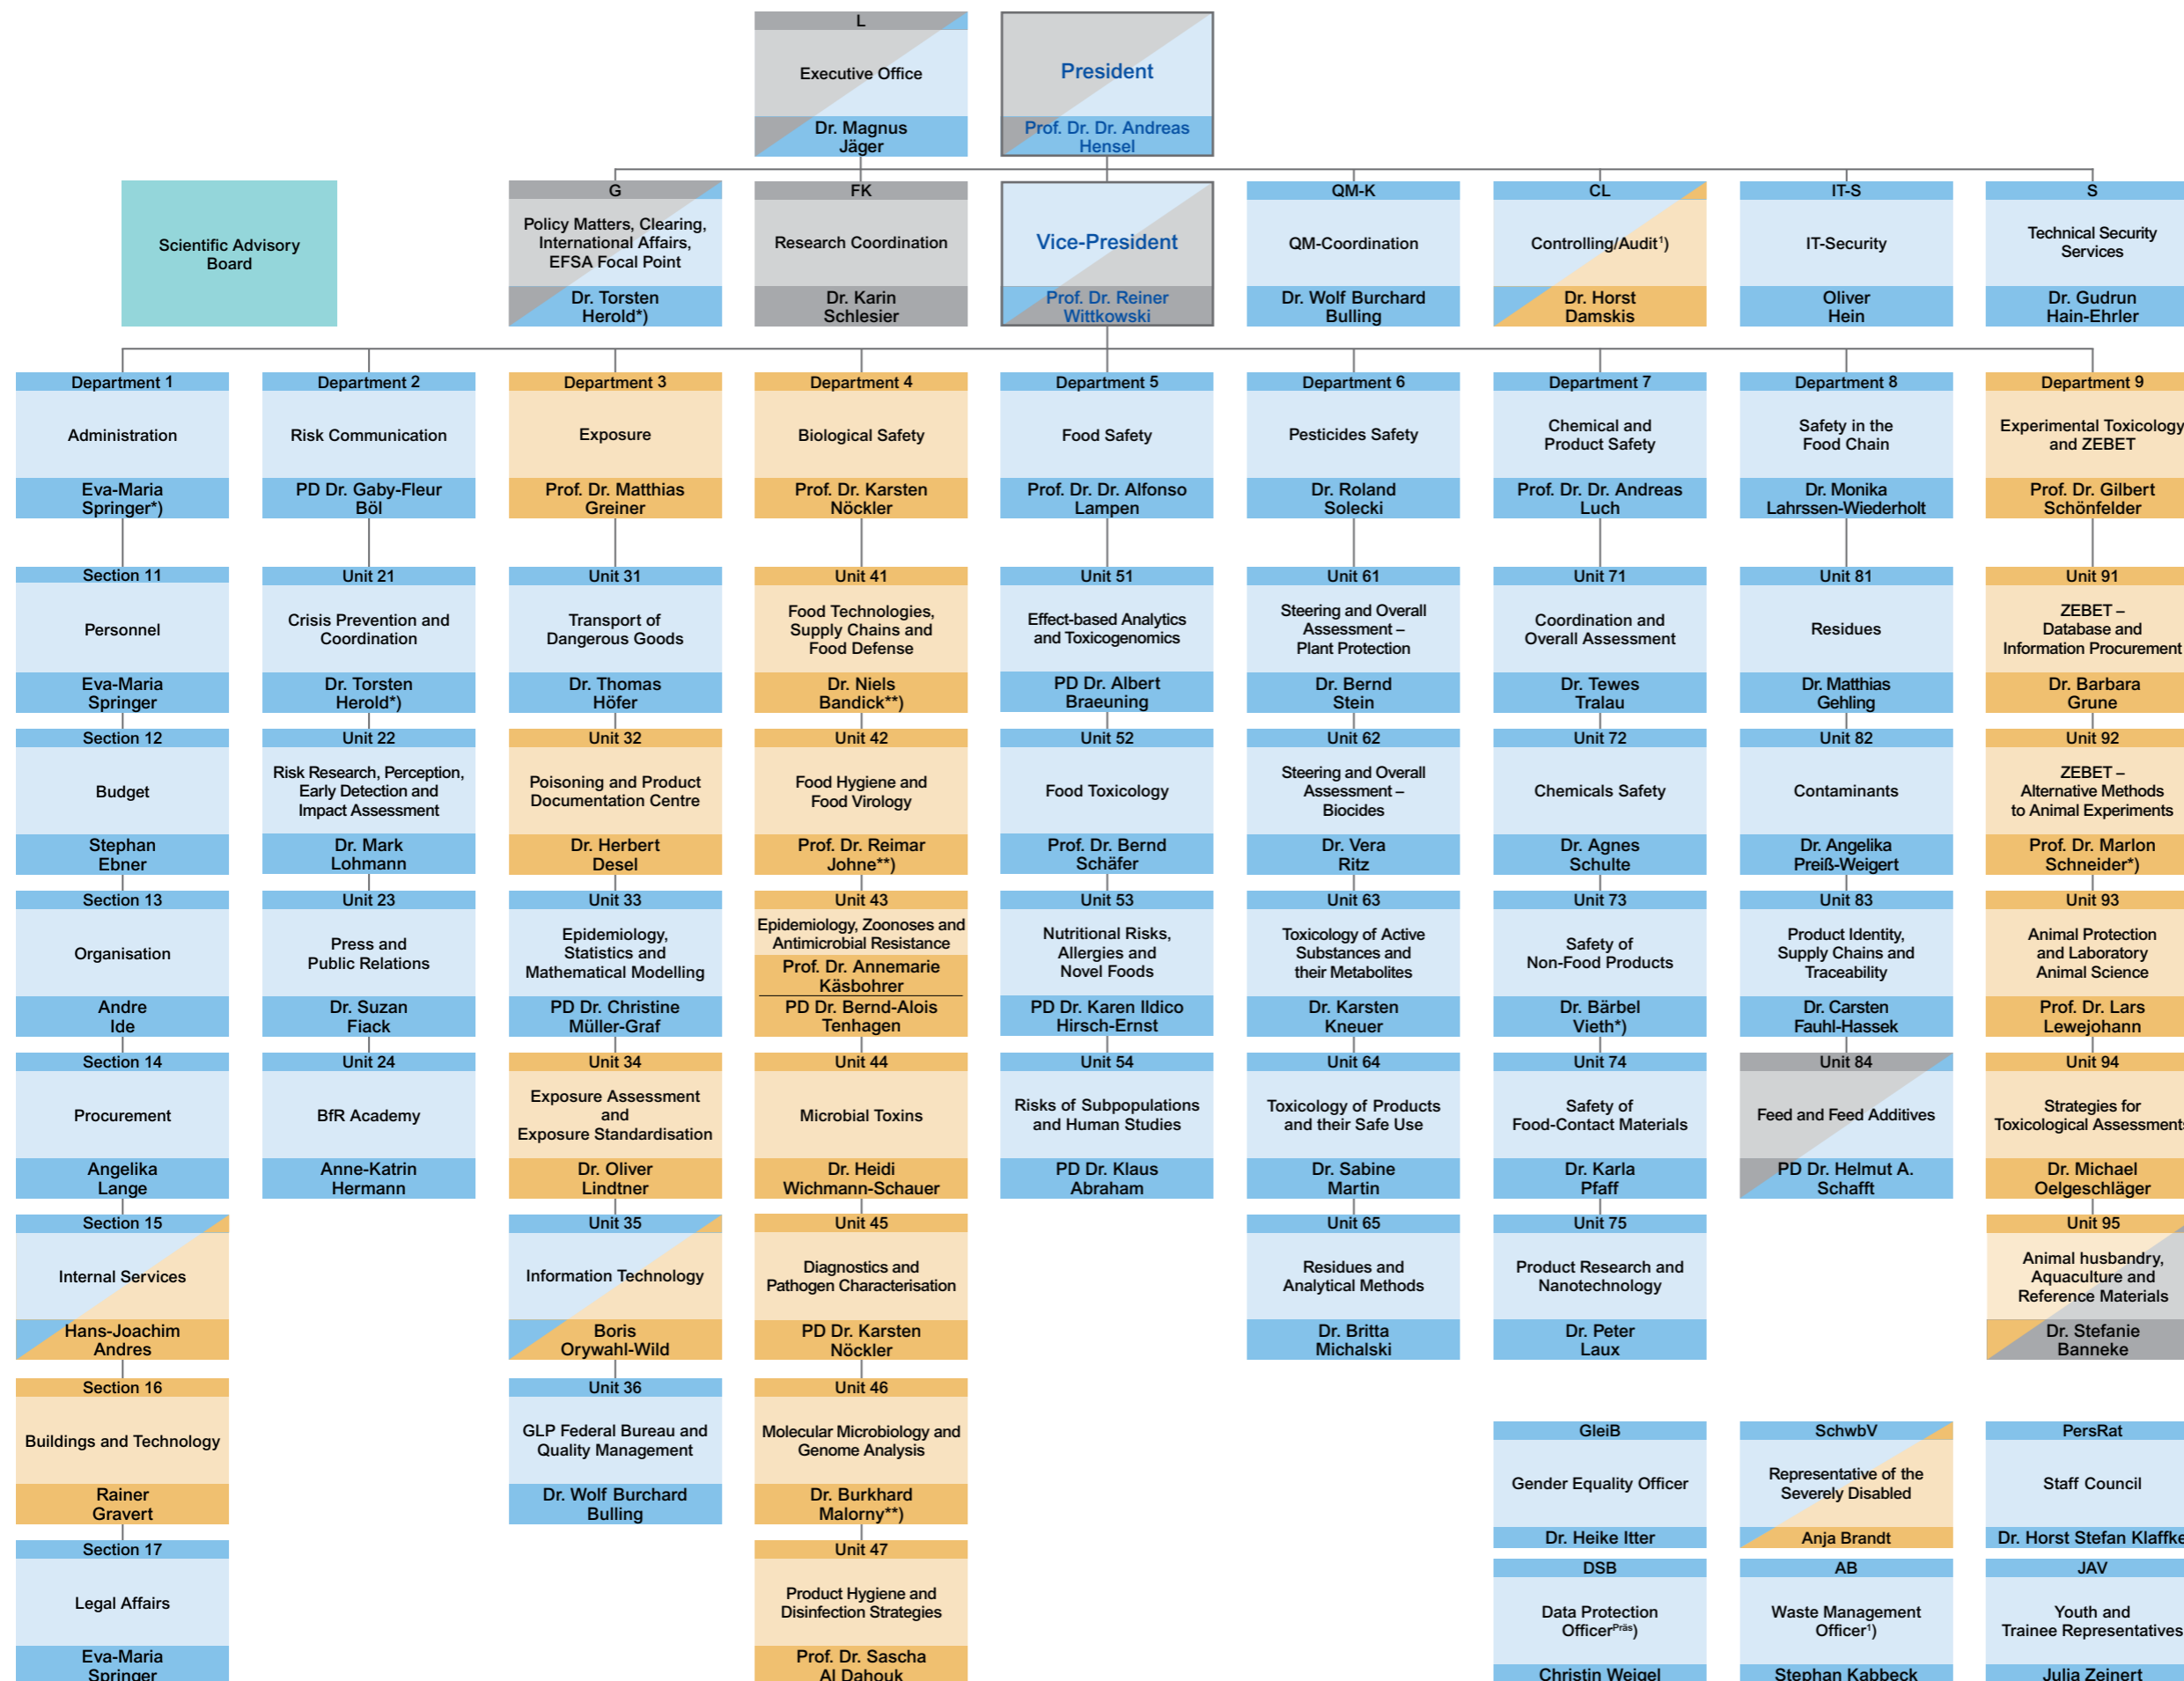 L
Executive Office
Dr. Magnus
Jäger
President
Prof. Dr. Dr. Andreas
Hensel
Scientific Advisory
Board
G
Policy Matters, Clearing,
International Affairs,
EFSA Focal Point
Dr. Torsten
Herold*)
FK
Research Coordination
Dr. Karin
Schlesier
Vice-President
Prof. Dr. Reiner
Wittkowski
QM-K
QM-Coordination
Dr. Wolf Burchard
Bulling
CL
Controlling/Audit¹)
Dr. Horst
Damskis
IT-S
IT-Security
Oliver
Hein
S
Technical Security
Services
Dr. Gudrun
Hain-Ehrler
Department 1
Administration
Eva-Maria
Springer*)
Department 2
Risk Communication
PD Dr. Gaby-Fleur
Böl
Department 3
Exposure
Prof. Dr. Matthias
Greiner
Department 4
Biological Safety
Prof. Dr. Karsten
Nöckler
Department 5
Food Safety
Prof. Dr. Dr. Alfonso
Lampen
Department 6
Pesticides Safety
Dr. Roland
Solecki
Department 7
Chemical and
Product Safety
Prof. Dr. Dr. Andreas
Luch
Department 8
Safety in the
Food Chain
Dr. Monika
Lahrssen-Wiederholt
Department 9
Experimental Toxicology
and ZEBET
Prof. Dr. Gilbert
Schönfelder
Section 11
Personnel
Eva-Maria
Springer
Unit 21
Crisis Prevention and
Coordination
Dr. Torsten
Herold*)
Unit 31
Transport of
Dangerous Goods
Dr. Thomas
Höfer
Unit 41
Food Technologies,
Supply Chains and
Food Defense
Dr. Niels
Bandick**)
Unit 51
Effect-based Analytics
and Toxicogenomics
PD Dr. Albert
Braeuning
Unit 61
Steering and Overall
Assessment –
Plant Protection
Dr. Bernd
Stein
Unit 71
Coordination and
Overall Assessment
Dr. Tewes
Tralau
Unit 81
Residues
Dr. Matthias
Gehling
Unit 91
ZEBET –
Database and
Information Procurement
Dr. Barbara
Grune
Section 12
Budget
Stephan
Ebner
Unit 22
Risk Research, Perception,
Early Detection and
Impact Assessment
Dr. Mark
Lohmann
Unit 32
Poisoning and Product
Documentation Centre
Dr. Herbert
Desel
Unit 42
Food Hygiene and
Food Virology
Prof. Dr. Reimar
Johne**)
Unit 52
Food Toxicology
Prof. Dr. Bernd
Schäfer
Unit 62
Steering and Overall
Assessment –
Biocides
Dr. Vera
Ritz
Unit 72
Chemicals Safety
Dr. Agnes
Schulte
Unit 82
Contaminants
Dr. Angelika
Preiß-Weigert
Unit 92
ZEBET –
Alternative Methods
to Animal Experiments
Prof. Dr. Marlon
Schneider*)
Section 13
Organisation
Andre
Ide
Unit 23
Press and
Public Relations
Dr. Suzan
Fiack
Unit 33
Epidemiology,
Statistics and
Mathematical Modelling
PD Dr. Christine
Müller-Graf
Unit 43
Epidemiology, Zoonoses and
Antimicrobial Resistance
Prof. Dr. Annemarie
Käsbohrer
PD Dr. Bernd-Alois
Tenhagen
Unit 53
Nutritional Risks,
Allergies and
Novel Foods
PD Dr. Karen Ildico
Hirsch-Ernst
Unit 63
Toxicology of Active
Substances and
their Metabolites
Dr. Karsten
Kneuer
Unit 73
Safety of
Non-Food Products
Dr. Bärbel
Vieth*)
Unit 83
Product Identity,
Supply Chains and
Traceability
Dr. Carsten
Fauhl-Hassek
Unit 93
Animal Protection
and Laboratory
Animal Science
Prof. Dr. Lars
Lewejohann
Section 14
Procurement
Angelika
Lange
Unit 24
BfR Academy
Anne-Katrin
Hermann
Unit 34
Exposure Assessment
and
Exposure Standardisation
Dr. Oliver
Lindtner
Unit 44
Microbial Toxins
Dr. Heidi
Wichmann-Schauer
Unit 54
Risks of Subpopulations
and Human Studies
PD Dr. Klaus
Abraham
Unit 64
Toxicology of Products
and their Safe Use
Dr. Sabine
Martin
Unit 74
Safety of
Food-Contact Materials
Dr. Karla
Pfaff
Unit 84
Feed and Feed Additives
PD Dr. Helmut A.
Schafft
Unit 94
Strategies for
Toxicological Assessments
Dr. Michael
Oelgeschläger
Section 15
Internal Services
Hans-Joachim
Andres
Unit 35
Information Technology
Boris
Orywahl-Wild
Unit 45
Diagnostics and
Pathogen Characterisation
PD Dr. Karsten
Nöckler
Unit 65
Residues and
Analytical Methods
Dr. Britta
Michalski
Unit 75
Product Research and
Nanotechnology
Dr. Peter
Laux
Unit 95
Animal husbandry,
Aquaculture and
Reference Materials
Dr. Stefanie
Banneke
Section 16
Buildings and Technology
Rainer
Gravert
Unit 36
GLP Federal Bureau and
Quality Management
Dr. Wolf Burchard
Bulling
Unit 46
Molecular Microbiology and
Genome Analysis
Dr. Burkhard
Malorny**)
GleiB
Gender Equality Officer
Dr. Heike Itter
SchwbV
Representative of the
Severely Disabled
Anja Brandt
PersRat
Staff Council
Dr. Horst Stefan Klaffke
Section 17
Legal Affairs
Eva-Maria
Springer
Unit 47
Product Hygiene and
Disinfection Strategies
Prof. Dr. Sascha
Al Dahouk
DSB
Data Protection
Officer Präs)
Christin Weigel
AB
Waste Management
Officer¹)
Stephan Kabbeck
JAV
Youth and
Trainee Representatives
Julia Zeinert